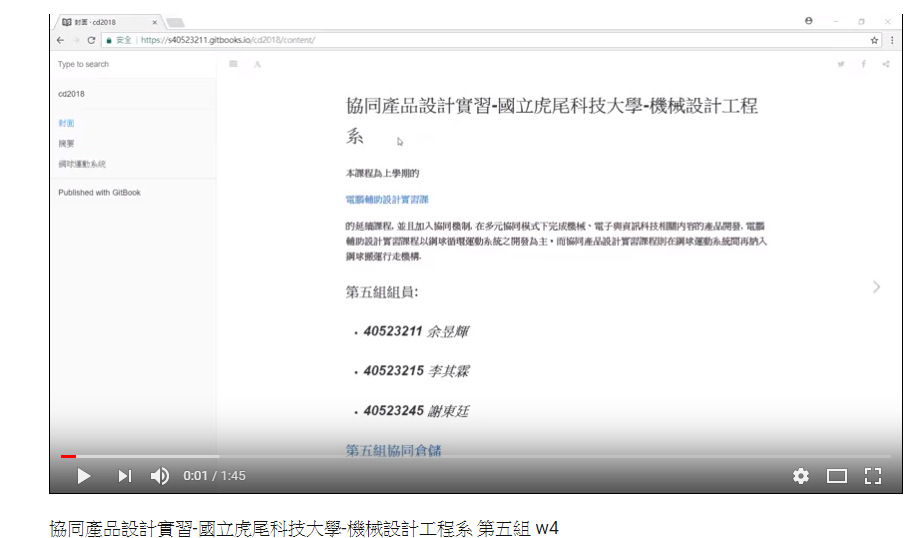 封面 · cd2018
安全 | https://s40523211.gitbooks.io/cd2018/content/
Type to search
A
cd2018
封面
摘要
鋼球運動系統
Published with GitBook
協同產品設計實習-國立虎尾科技大學-機械設計工程
系
本課程為上學期的
電腦輔助設計實習課
的延續課程, 並且加入協同機制, 在多元協同模式下完成機械、電子與資訊科技相關內容的產品開發. 電腦
輔助設計實習課程以鋼球循環運動系統之開發為主, 而協同產品設計實習課程則在鋼球運動系統間再納入
鋼球搬運行走機構.
第五組組員:
• 40523211 余昱輝
• 40523215 李其霖
• 40523245 謝東廷
第五組協同倉儲
0:01 / 1:45
協同產品設計實習-國立虎尾科技大學-機械設計工程系 第五組 w4